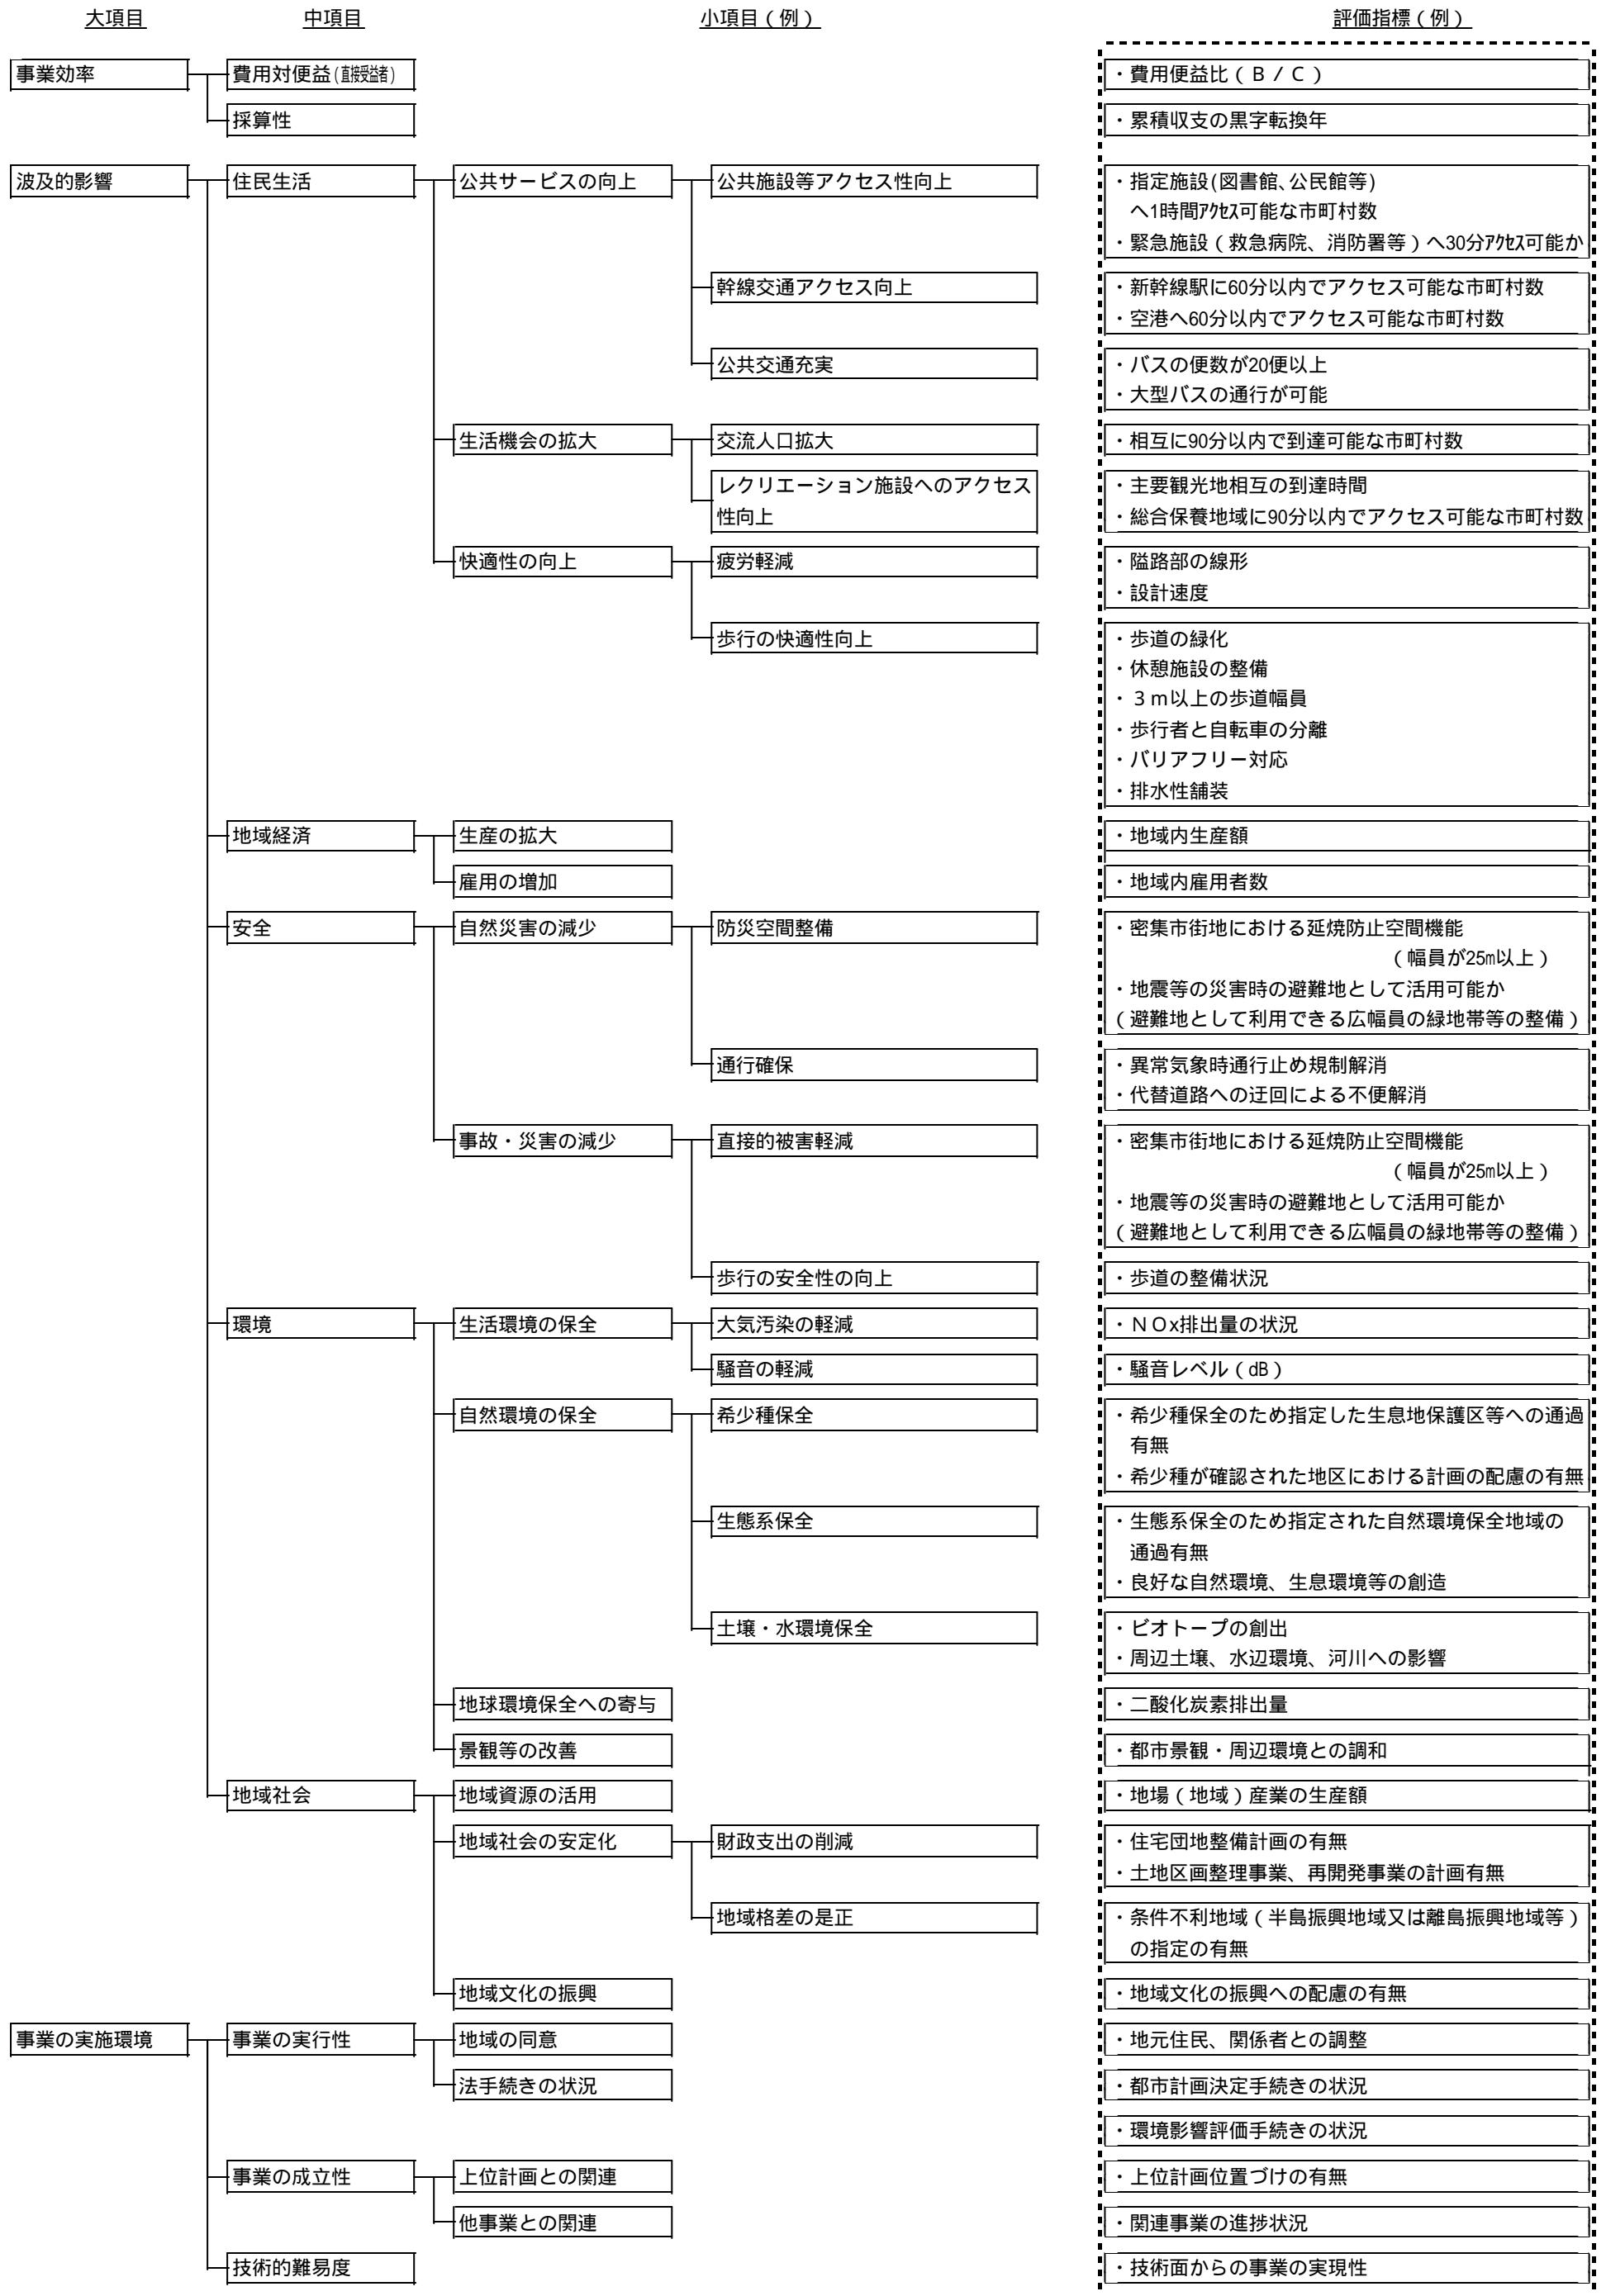 大項目 中項目 小項目（例） 評価指標（例）
事業効率 費用対便益(直接受益者) ・費用便益比（Ｂ／Ｃ）
採算性 ・累積収支の黒字転換年
波及的影響 住民生活 公共サービスの向上 公共施設等アクセス性向上 ・指定施設(図書館､公民館等)
へ1時間ｱｸｾｽ可能な市町村数
・緊急施設（救急病院、消防署等）へ30分ｱｸｾｽ可能か
幹線交通アクセス向上 ・新幹線駅に60分以内でアクセス可能な市町村数
・空港へ60分以内でアクセス可能な市町村数
公共交通充実 ・バスの便数が20便以上
・大型バスの通行が可能
生活機会の拡大 交流人口拡大 ・相互に90分以内で到達可能な市町村数
レクリエーション施設へのアクセス ・主要観光地相互の到達時間
性向上 ・総合保養地域に90分以内でアクセス可能な市町村数
快適性の向上 疲労軽減 ・隘路部の線形
・設計速度
歩行の快適性向上 ・歩道の緑化
・休憩施設の整備
・３ｍ以上の歩道幅員
・歩行者と自転車の分離
・バリアフリー対応
・排水性舗装
地域経済 生産の拡大 ・地域内生産額
雇用の増加 ・地域内雇用者数
安全 自然災害の減少 防災空間整備 ・密集市街地における延焼防止空間機能
（幅員が25m以上）
・地震等の災害時の避難地として活用可能か
（避難地として利用できる広幅員の緑地帯等の整備）
通行確保 ・異常気象時通行止め規制解消
・代替道路への迂回による不便解消
事故・災害の減少 直接的被害軽減 ・密集市街地における延焼防止空間機能
（幅員が25m以上）
・地震等の災害時の避難地として活用可能か
（避難地として利用できる広幅員の緑地帯等の整備）
歩行の安全性の向上 ・歩道の整備状況
環境 生活環境の保全 大気汚染の軽減 ・ＮＯx排出量の状況
騒音の軽減 ・騒音レベル（dB）
自然環境の保全 希少種保全 ・希少種保全のため指定した生息地保護区等への通過
有無
・希少種が確認された地区における計画の配慮の有無
生態系保全 ・生態系保全のため指定された自然環境保全地域の
通過有無
・良好な自然環境、生息環境等の創造
土壌・水環境保全 ・ビオトープの創出
・周辺土壌、水辺環境、河川への影響
地球環境保全への寄与 ・二酸化炭素排出量
景観等の改善 ・都市景観・周辺環境との調和
地域社会 地域資源の活用 ・地場（地域）産業の生産額
地域社会の安定化 財政支出の削減 ・住宅団地整備計画の有無
・土地区画整理事業、再開発事業の計画有無
地域格差の是正 ・条件不利地域（半島振興地域又は離島振興地域等）
の指定の有無
地域文化の振興 ・地域文化の振興への配慮の有無
事業の実施環境 事業の実行性 地域の同意 ・地元住民、関係者との調整
法手続きの状況 ・都市計画決定手続きの状況
・環境影響評価手続きの状況
事業の成立性 上位計画との関連 ・上位計画位置づけの有無
他事業との関連 ・関連事業の進捗状況
技術的難易度 ・技術面からの事業の実現性